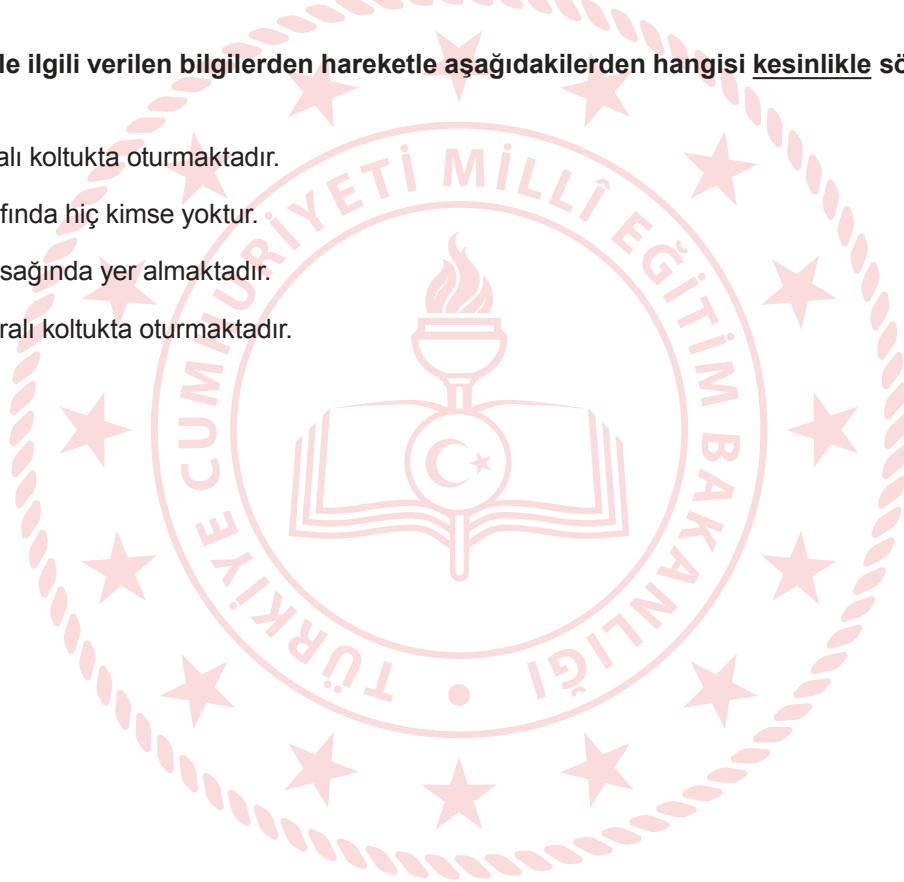 le ilgili verilen bilgilerden hareketle aşağıdakilerden hangisi kesinlikle sö
alı koltukta oturmaktadır.
fında hiç kimse yoktur.
sağında yer almaktadır.
ralı koltukta oturmaktadır.
TÜRKİYE CUMHURİYETİ MİLLÎ EĞİTİM BAKANLIĞI